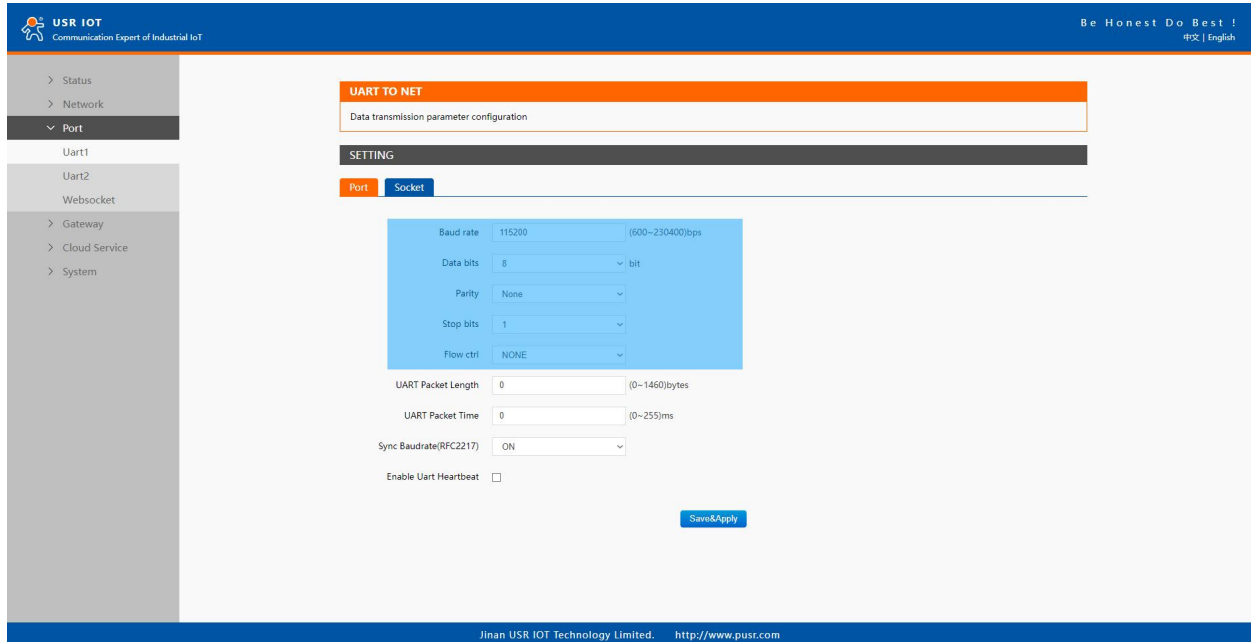 USR IOT
Communication Expert of Industrial IoT
Be Honest Do Best !
中文 | English
Status
Network
Port
Uart1
Uart2
Websocket
Gateway
Cloud Service
System
UART TO NET
Data transmission parameter configuration
SETTING
Port Socket
Baud rate 115200 (600~230400)bps
Data bits 8 bit
Parity None
Stop bits 1
Flow ctrl NONE
UART Packet Length 0 (0~1460)bytes
UART Packet Time 0 (0~255)ms
Sync Baudrate(RFC2217) ON
Enable Uart Heartbeat
Save&Apply
Jinan USR IOT Technology Limited. http://www.pusr.com